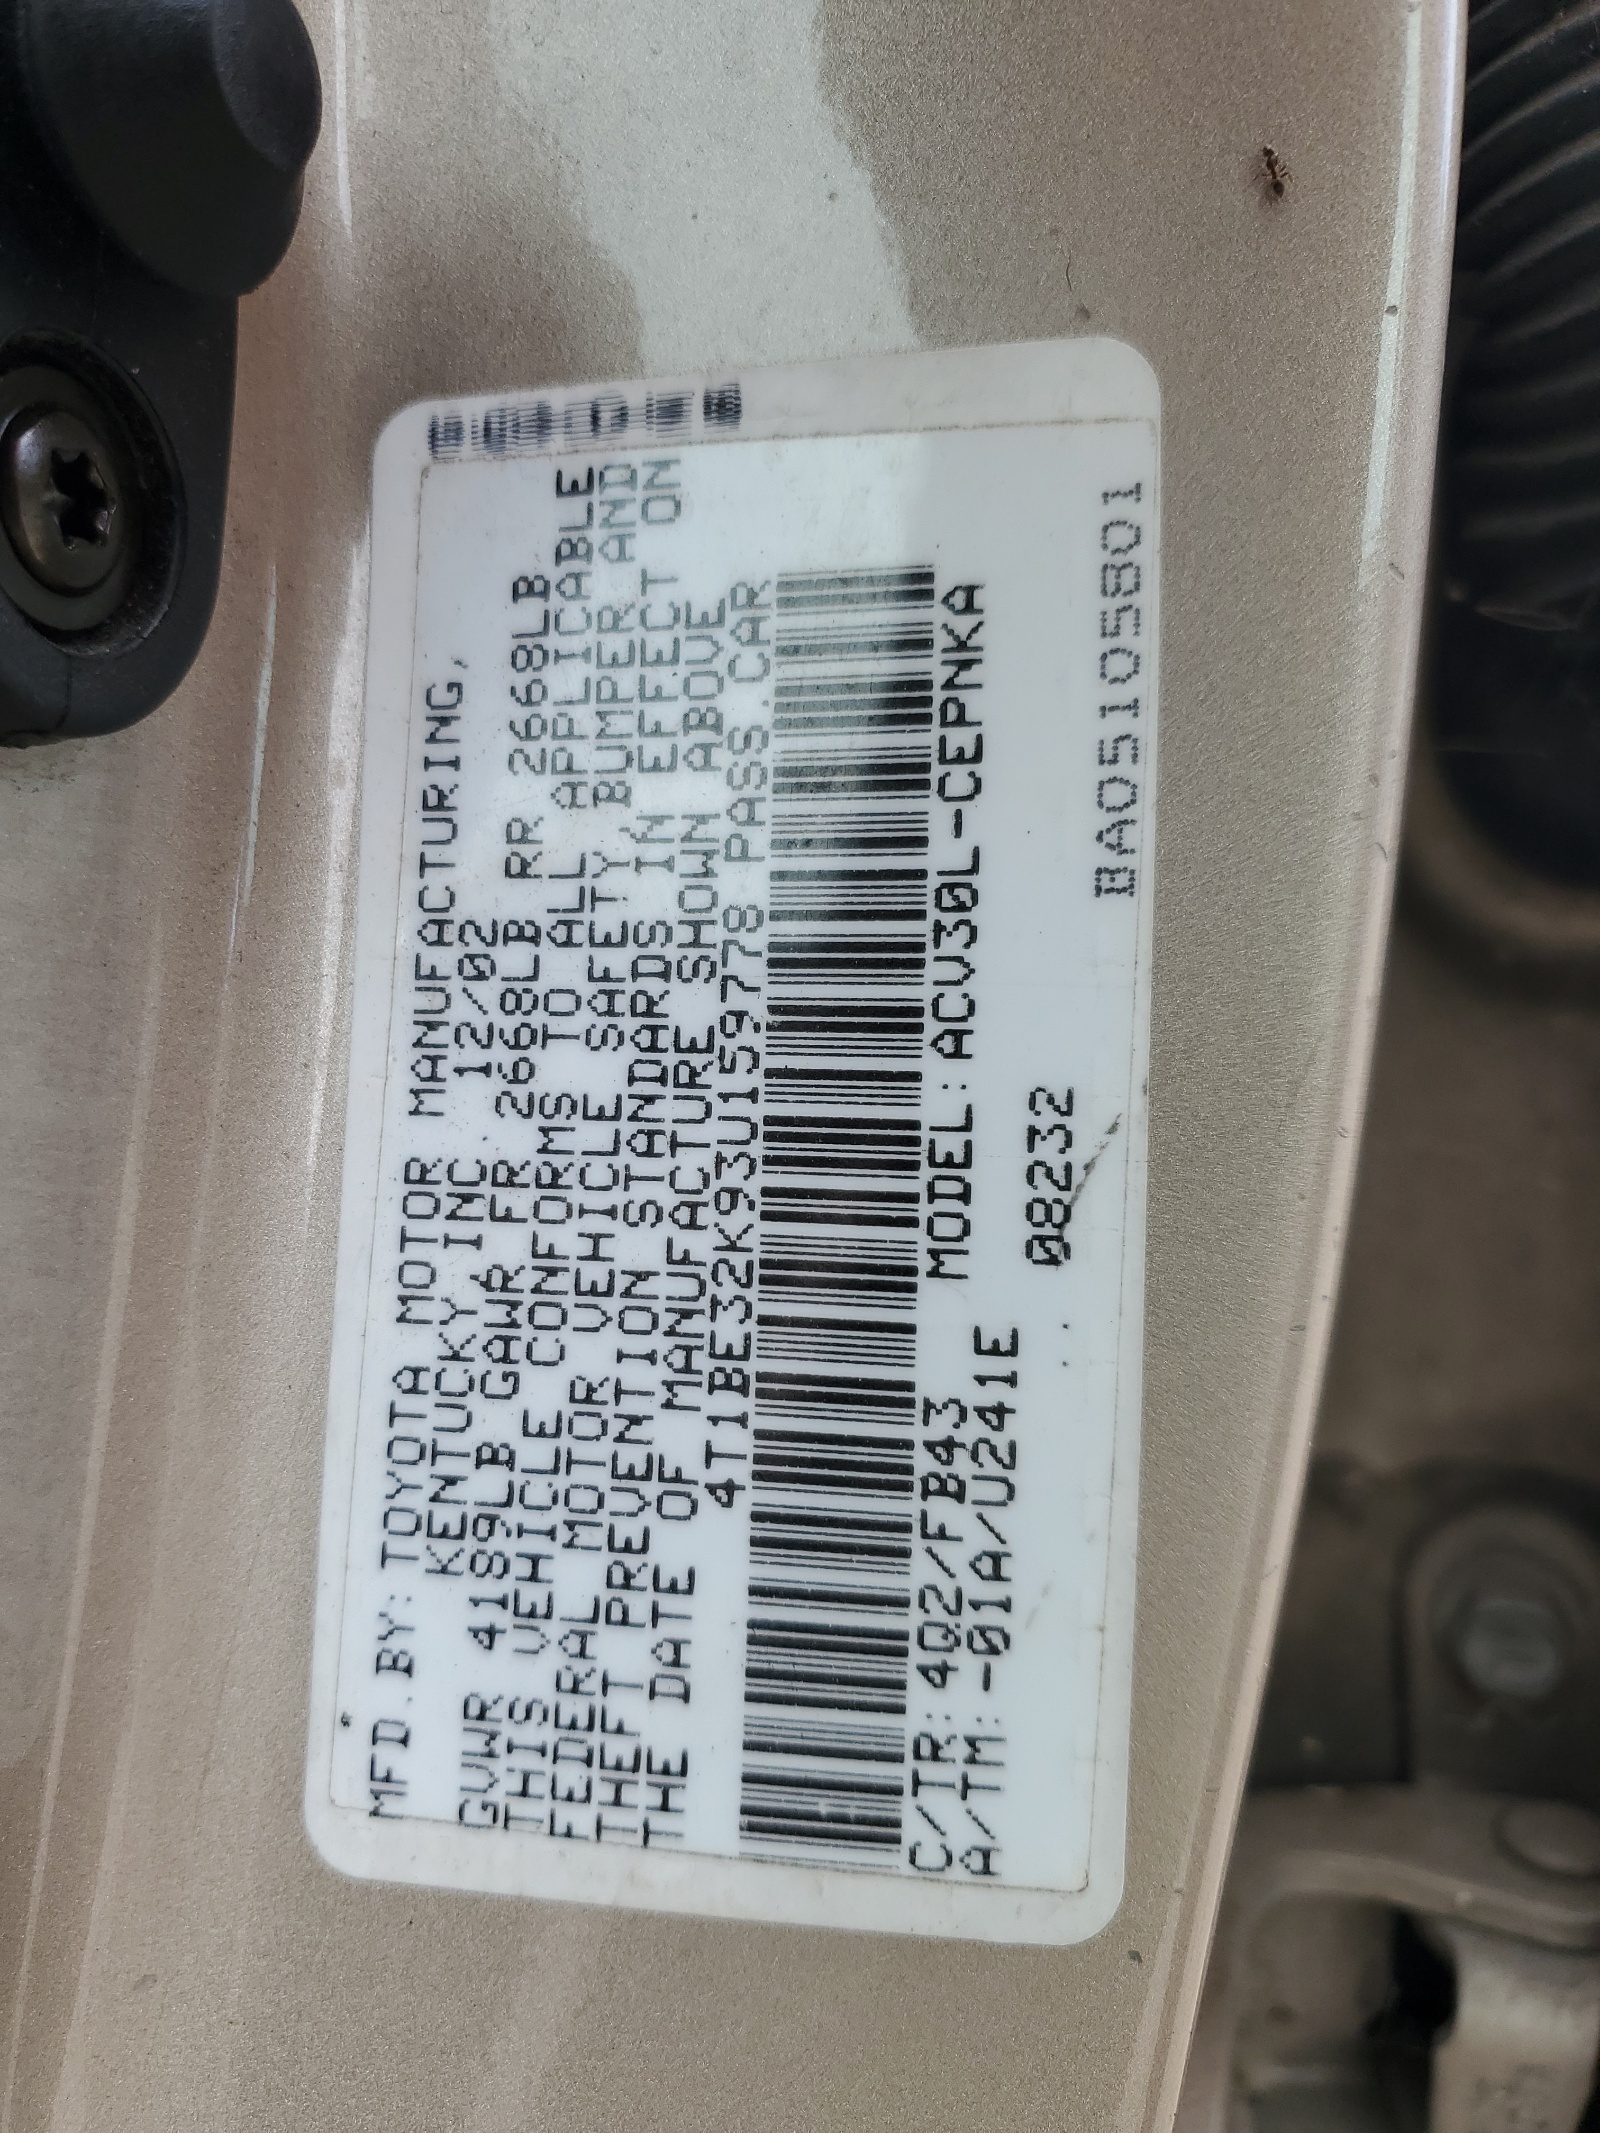 MFD.BY: TOYOTA MOTOR MANUFACTURING,
KENTUCKY INC 12/02
GVWR 4189LB GAWR FR 2668LB RR 2668LB
THIS VEHICLE CONFORMS TO ALL APPLICABLE
FEDERAL MOTOR VEHICLE SAFETY BUMPER AND
THEFT PREVENTION STANDARDS IN EFFECT ON
THE DATE OF MANUFACTURE SHOWN ABOVE
4T1BE32K93U159778 PASS.CAR
C/TR: 4Q2/FB43 MODEL: ACV30L-CEPNKA
A/TM: -01A/U241E
08232
BA05105801